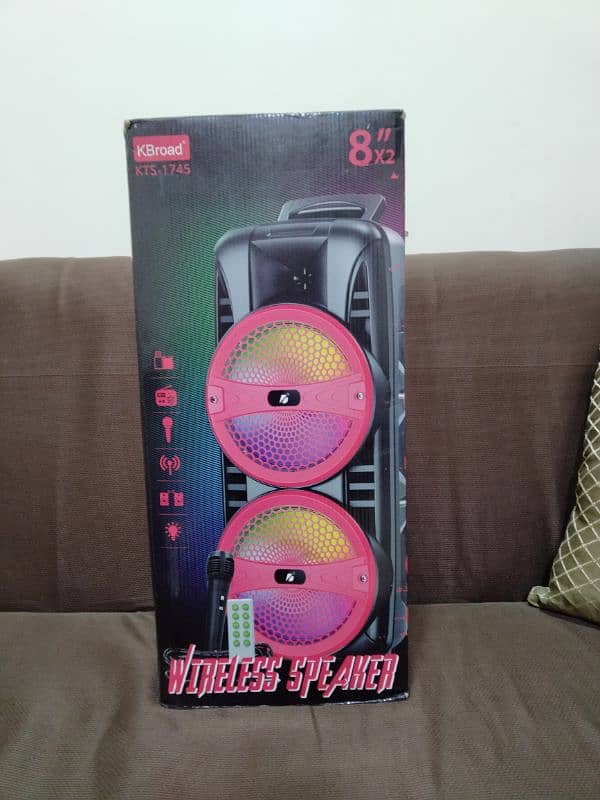 KBroad®
KTS-1745
8"
X2
WIRELESS SPEAKER